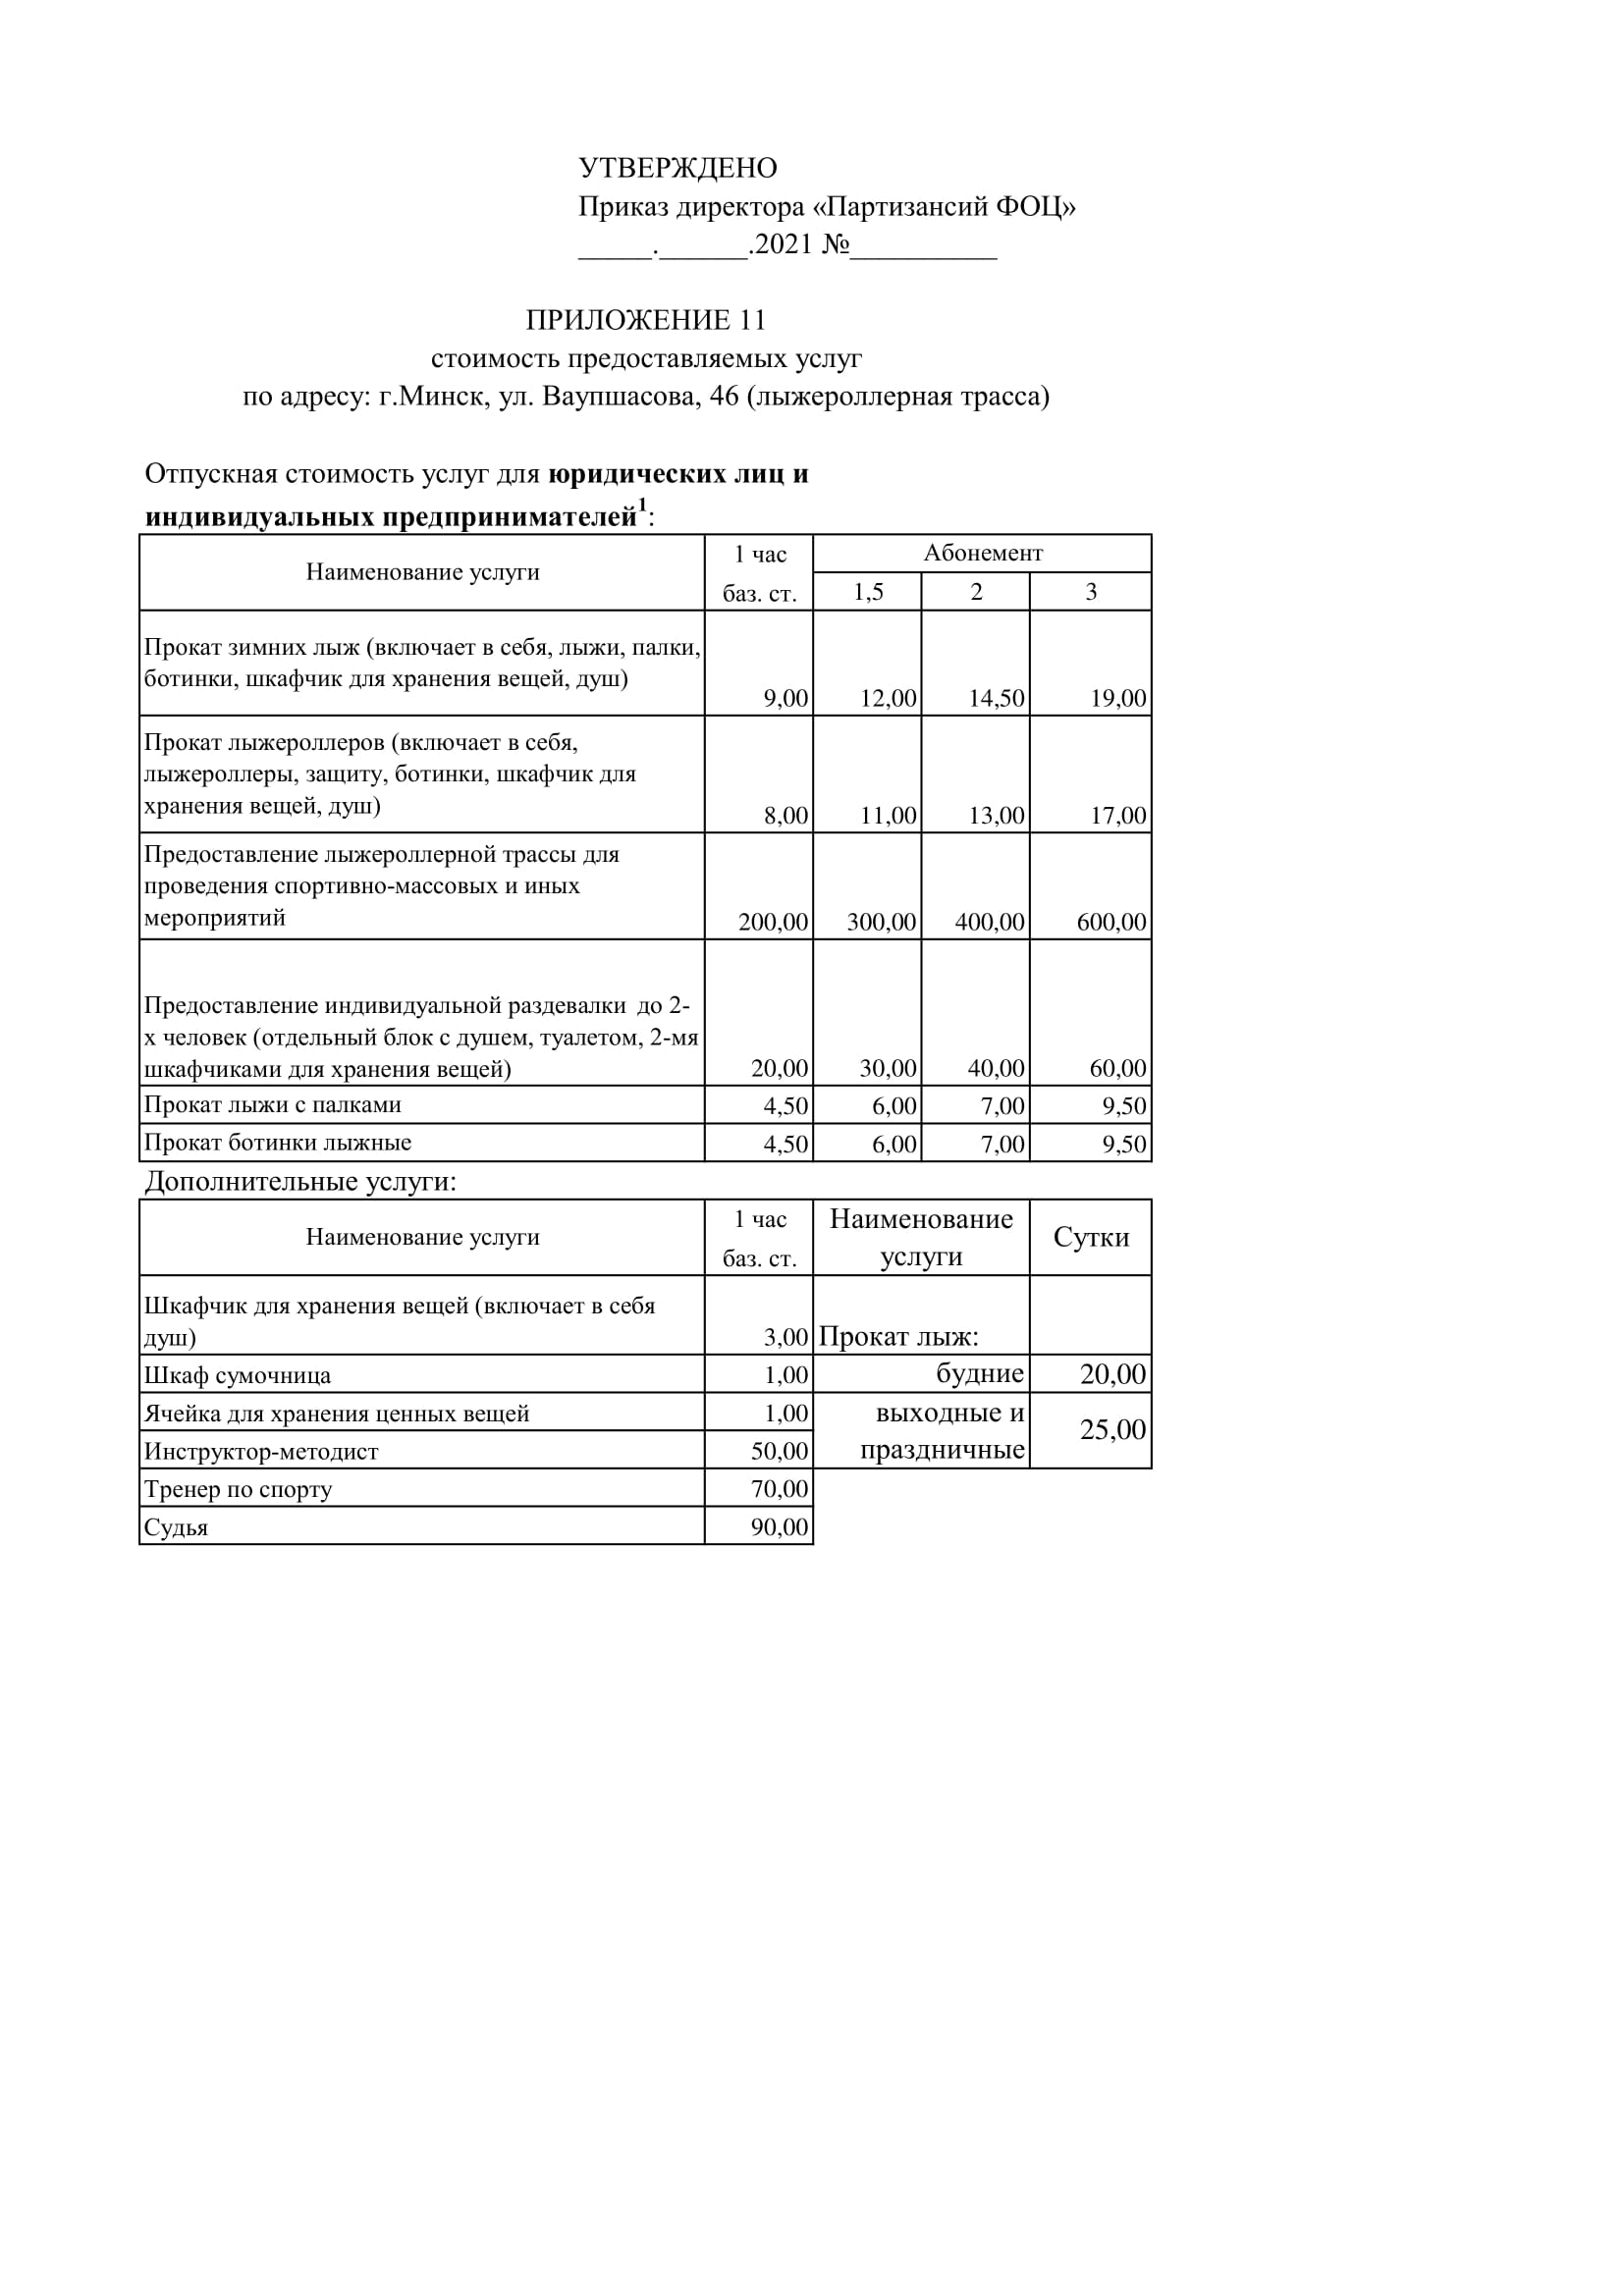 УТВЕРЖДЕНО
Приказ директора «Партизансий ФОЦ»
_____.______.2021 №__________
ПРИЛОЖЕНИЕ 11
стоимость предоставляемых услуг
по адресу: г.Минск, ул. Ваупшасова, 46 (лыжероллерная трасса)
Отпускная стоимость услуг для юридических лиц и
индивидуальных предпринимателей¹:
Наименование услуги 1 час баз. ст. Абонемент
1,5 2 3
Прокат зимних лыж (включает в себя, лыжи, палки,
ботинки, шкафчик для хранения вещей, душ)
9,00 12,00 14,50 19,00
Прокат лыжероллеров (включает в себя,
лыжероллеры, защиту, ботинки, шкафчик для
хранения вещей, душ)
8,00 11,00 13,00 17,00
Предоставление лыжероллерной трассы для
проведения спортивно-массовых и иных
мероприятий
200,00 300,00 400,00 600,00
Предоставление индивидуальной раздевалки до 2-
х человек (отдельный блок с душем, туалетом, 2-мя
шкафчиками для хранения вещей) 20,00 30,00 40,00 60,00
Прокат лыжи с палками 4,50 6,00 7,00 9,50
Прокат ботинки лыжные 4,50 6,00 7,00 9,50
Дополнительные услуги:
Наименование услуги 1 час баз. ст. Наименование услуги Сутки
Шкафчик для хранения вещей (включает в себя
душ) 3,00 Прокат лыж:
Шкаф сумочница 1,00 будние 20,00
Ячейка для хранения ценных вещей 1,00 выходные и
Инструктор-методист 50,00 праздничные 25,00
Тренер по спорту 70,00
Судья 90,00